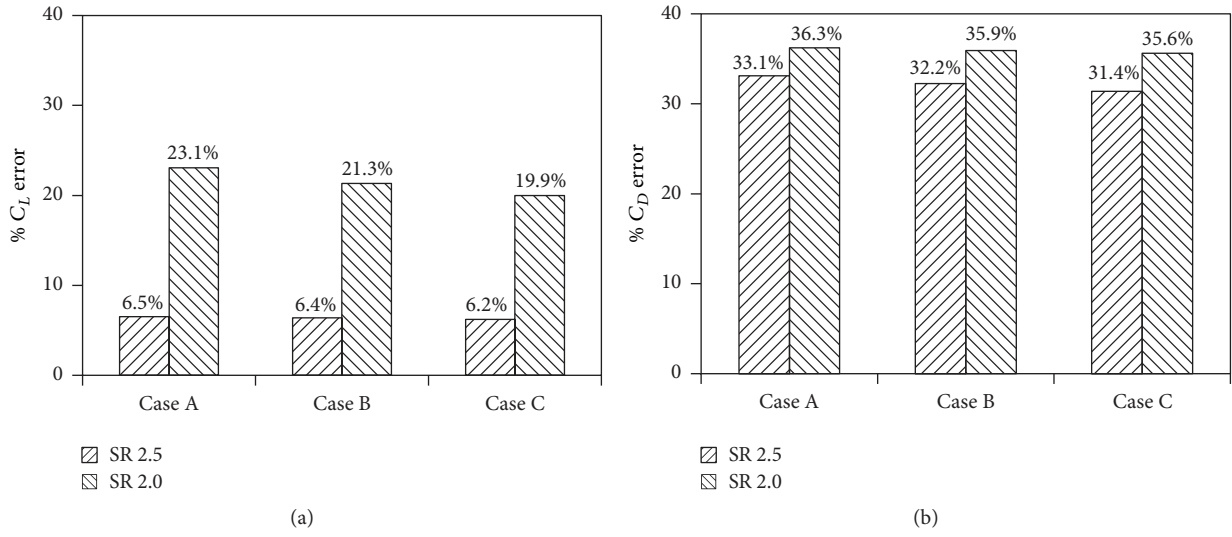 40
30
20
10
0
% C_L error
6.5%
23.1%
6.4%
21.3%
6.2%
19.9%
Case A
Case B
Case C
SR 2.5
SR 2.0
(a)
40
30
20
10
0
% C_D error
33.1%
36.3%
32.2%
35.9%
31.4%
35.6%
Case A
Case B
Case C
SR 2.5
SR 2.0
(b)